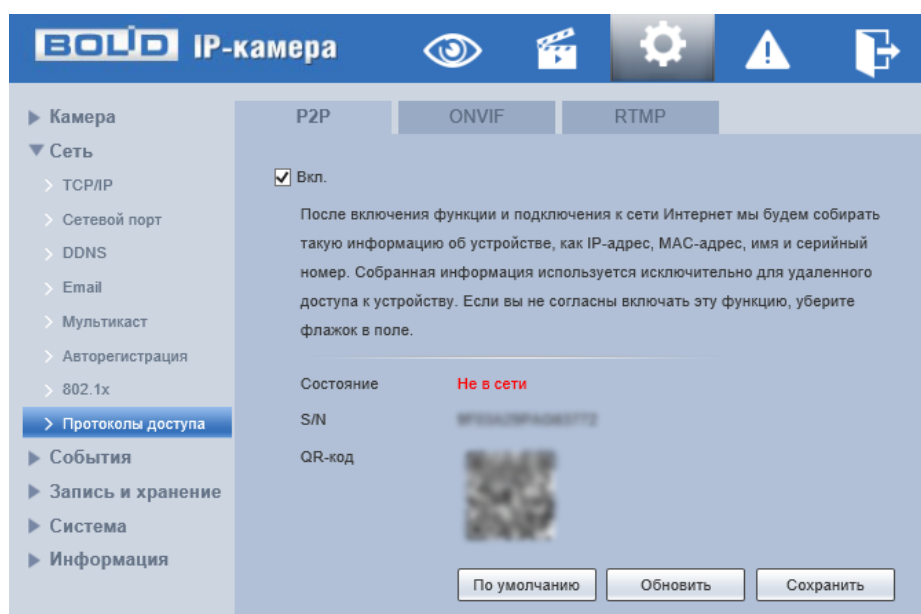 BOLID IP-камера
Камера
Сеть
TCP/IP
Сетевой порт
DDNS
Email
Мультикаст
Авторегистрация
802.1x
Протоколы доступа
События
Запись и хранение
Система
Информация
P2P ONVIF RTMP
Вкл.
После включения функции и подключения к сети Интернет мы будем собирать
такую информацию об устройстве, как IP-адрес, MAC-адрес, имя и серийный
номер. Собранная информация используется исключительно для удаленного
доступа к устройству. Если вы не согласны включать эту функцию, уберите
флажок в поле.
Состояние Не в сети
S/N
QR-код
По умолчанию Обновить Сохранить